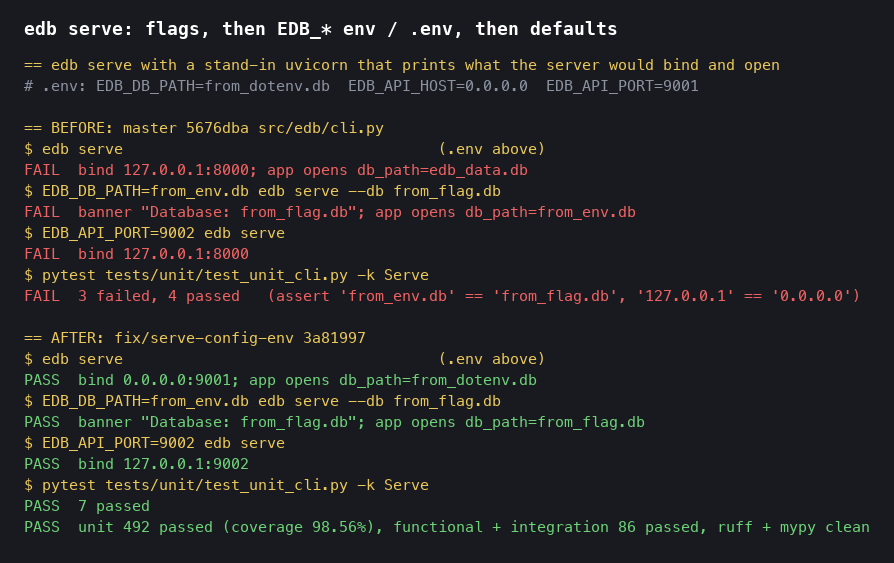 edb serve: flags, then EDB_* env / .env, then defaults
== edb serve with a stand-in uvicorn that prints what the server would bind and open
# .env: EDB_DB_PATH=from_dotenv.db  EDB_API_HOST=0.0.0.0  EDB_API_PORT=9001
== BEFORE: master 5676dba src/edb/cli.py
$ edb serve                                   (.env above)
FAIL  bind 127.0.0.1:8000; app opens db_path=edb_data.db
$ EDB_DB_PATH=from_env.db edb serve --db from_flag.db
FAIL  banner "Database: from_flag.db"; app opens db_path=from_env.db
$ EDB_API_PORT=9002 edb serve
FAIL  bind 127.0.0.1:8000
$ pytest tests/unit/test_unit_cli.py -k Serve
FAIL  3 failed, 4 passed   (assert 'from_env.db' == 'from_flag.db', '127.0.0.1' == '0.0.0.0')
== AFTER: fix/serve-config-env 3a81997
$ edb serve                                   (.env above)
PASS  bind 0.0.0.0:9001; app opens db_path=from_dotenv.db
$ EDB_DB_PATH=from_env.db edb serve --db from_flag.db
PASS  banner "Database: from_flag.db"; app opens db_path=from_flag.db
$ EDB_API_PORT=9002 edb serve
PASS  bind 127.0.0.1:9002
$ pytest tests/unit/test_unit_cli.py -k Serve
PASS  7 passed
PASS  unit 492 passed (coverage 98.56%), functional + integration 86 passed, ruff + mypy clean